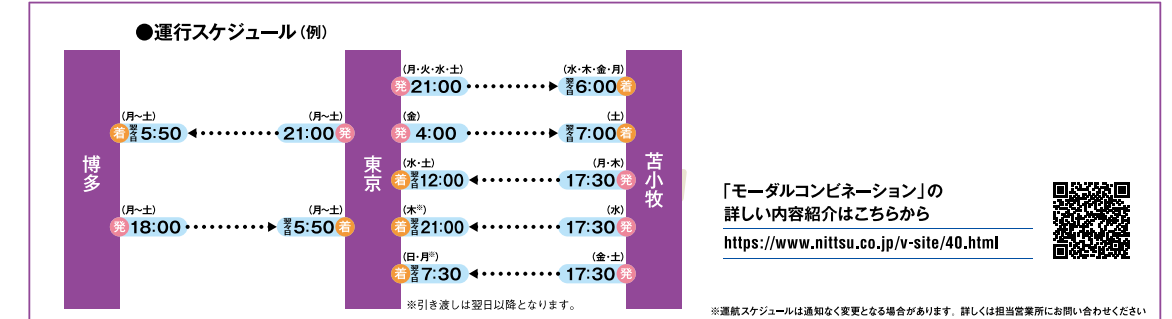 ●運行スケジュール(例)
(月・火・水・土) (水・木・金・月)
発 21:00 翌々日 6:00 着
(月～土) (月～土)
着 翌々日 5:50 21:00 発
(金) (土)
発 4:00 翌々日 7:00 着
博多
東京
苫小牧
(水・土) (月・木)
着 翌々日 12:00 17:30 発
(月～土) (月～土)
発 18:00 翌々日 5:50 着
(木※) (水)
着 翌々日 21:00 17:30 発
(日・月※) (金・土)
着 翌々日 7:30 17:30 発
※引き渡しは翌日以降となります。
「モーダルコンビネーション」の
詳しい内容紹介はこちらから
https://www.nittsu.co.jp/v-site/40.html
※運航スケジュールは通知なく変更となる場合があります。詳しくは担当営業所にお問い合わせください